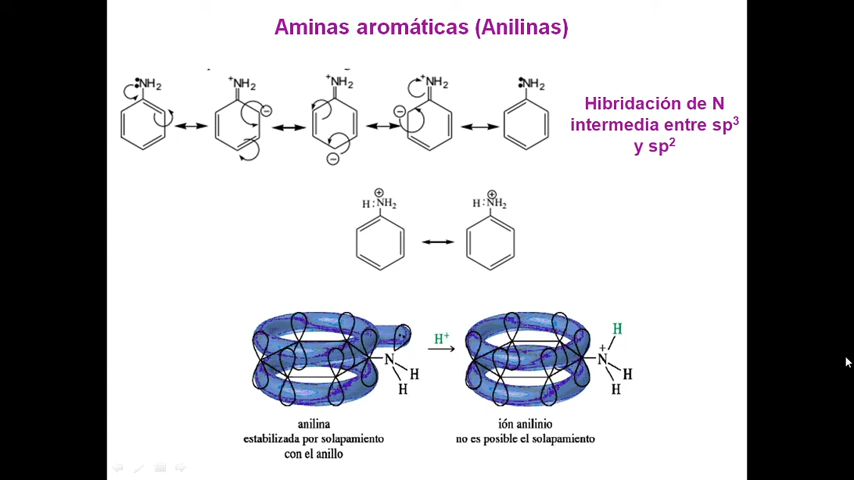 Aminas aromáticas (Anilinas)
NH2 +NH2 +NH2 +NH2 NH2
Hibridación de N
intermedia entre sp3
y sp2
H:NH2 H:NH2
H+
H
N N+
H H
H H
anilina
estabilizada por solapamiento
con el anillo
ión anilinio
no es posible el solapamiento